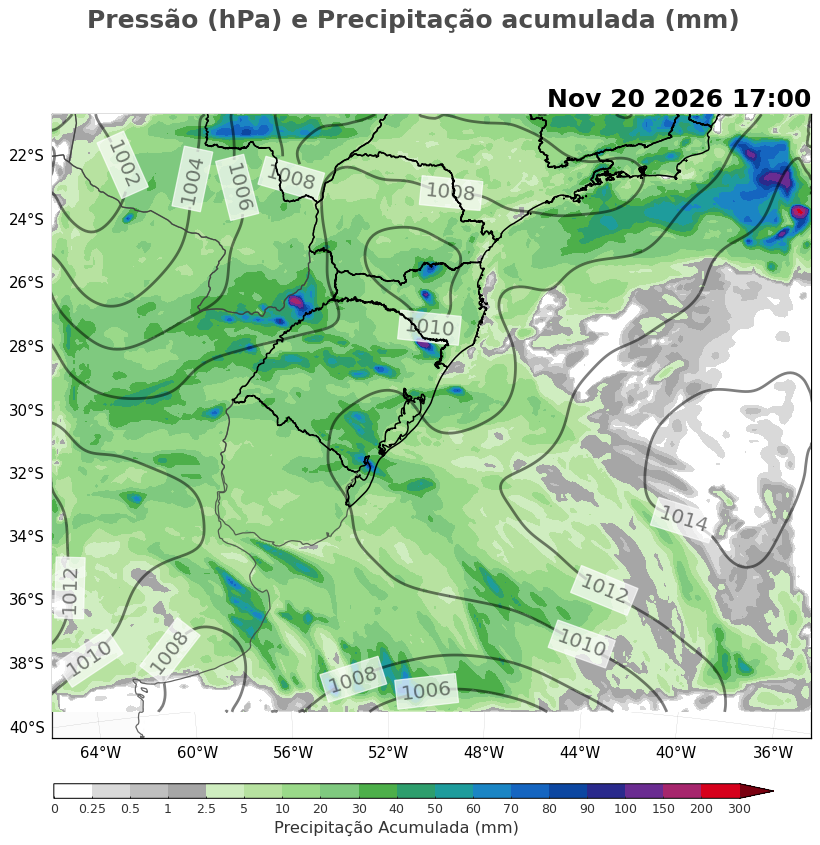 Pressão (hPa) e Precipitação acumulada (mm)
Nov 20 2026 17:00
22°S
24°S
26°S
28°S
30°S
32°S
34°S
36°S
38°S
40°S
1002
1004
1006
1008
1008
1010
1014
1012
1012
1010
1010
1008
1008
1006
64°W 60°W 56°W 52°W 48°W 44°W 40°W 36°W
0 0.25 0.5 1 2.5 5 10 20 30 40 50 60 70 80 90 100 150 200 300
Precipitação Acumulada (mm)